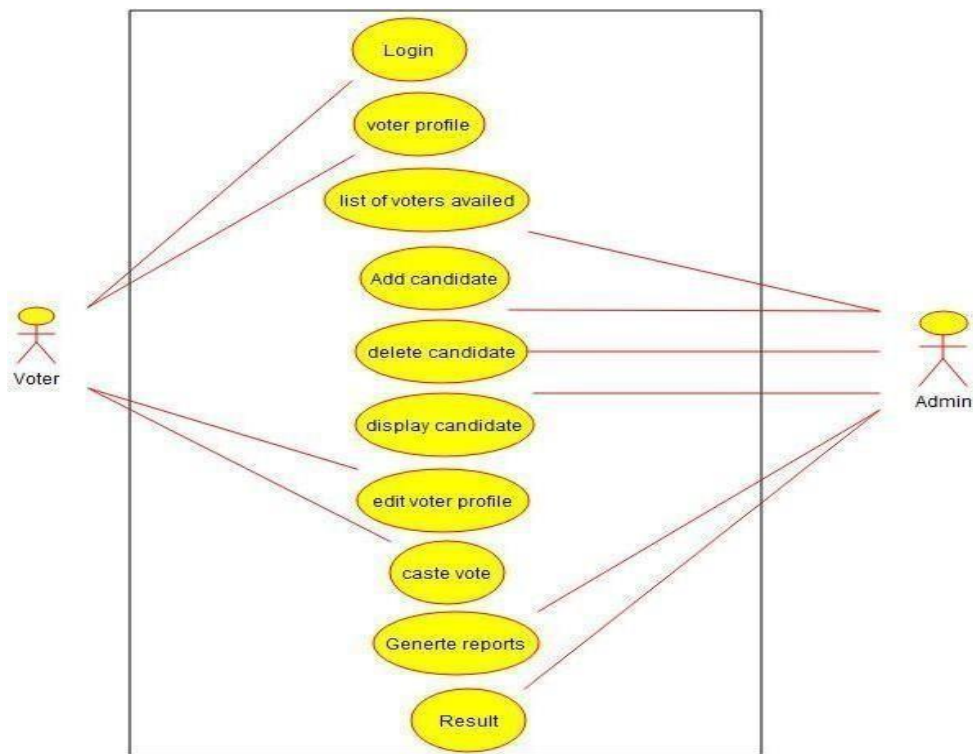 Login
voter profile
list of voters availed
Add candidate
delete candidate
display candidate
edit voter profile
caste vote
Generte reports
Result
Voter
Admin